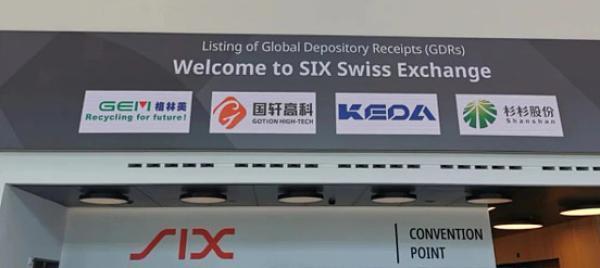 Listing of Global Depository Receipts (GDRs)
Welcome to SIX Swiss Exchange
GEM 格林美
Recycling for future!
国轩高科
GOTION HIGH-TECH
KEDA
杉杉股份
Shanshan
SIX
CONVENTION
POINT